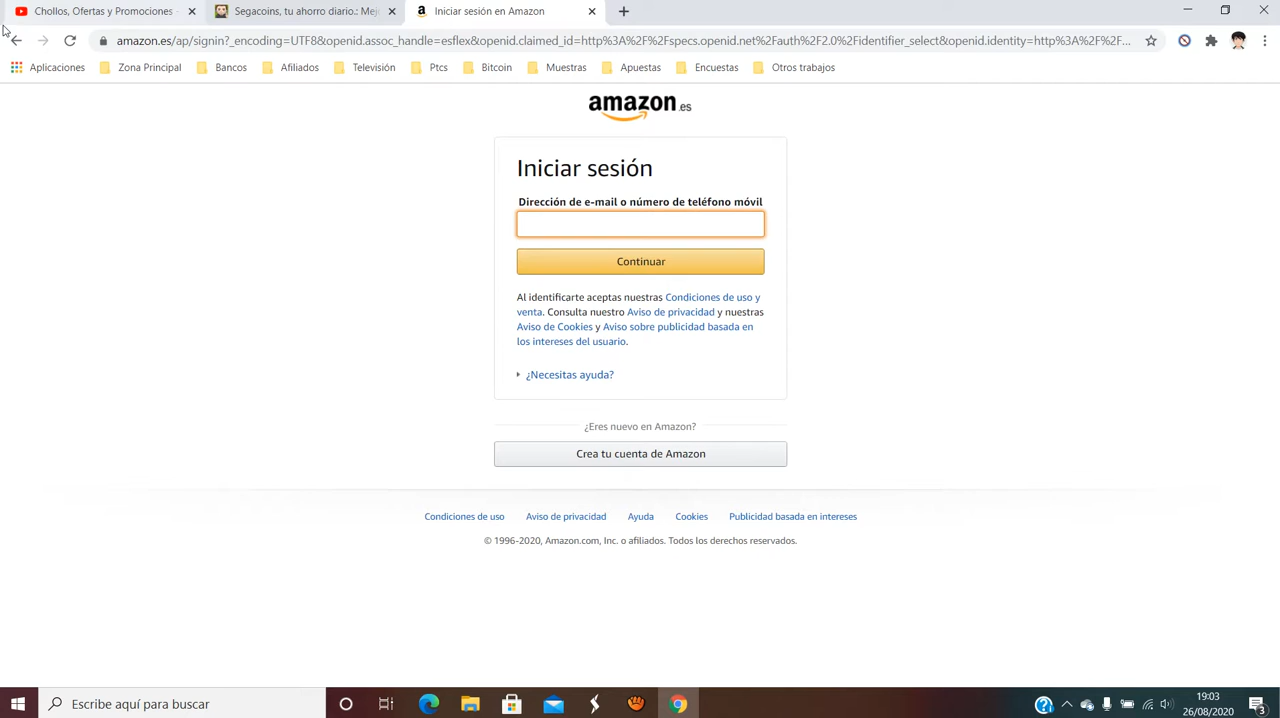 Chollos, Ofertas y Promociones -
Segacoins, tu ahorro diario.: Mej
Iniciar sesión en Amazon
amazon.es/ap/signin?_encoding=UTF8&openid.assoc_handle=esflex&openid.claimed_id=http%3A%2F%2Fspecs.openid.net%2Fauth%2F2.0%2Fidentifier_select&openid.identity=http%3A%2F%2F...
Aplicaciones
Zona Principal
Bancos
Afiliados
Televisión
Ptcs
Bitcoin
Muestras
Apuestas
Encuestas
Otros trabajos
amazon.es
Iniciar sesión
Dirección de e-mail o número de teléfono móvil
Continuar
Al identificarte aceptas nuestras Condiciones de uso y
venta. Consulta nuestro Aviso de privacidad y nuestras
Aviso de Cookies y Aviso sobre publicidad basada en
los intereses del usuario.
¿Necesitas ayuda?
¿Eres nuevo en Amazon?
Crea tu cuenta de Amazon
Condiciones de uso Aviso de privacidad Ayuda Cookies Publicidad basada en intereses
© 1996-2020, Amazon.com, Inc. o afiliados. Todos los derechos reservados.
Escribe aquí para buscar
19:03
26/08/2020
3